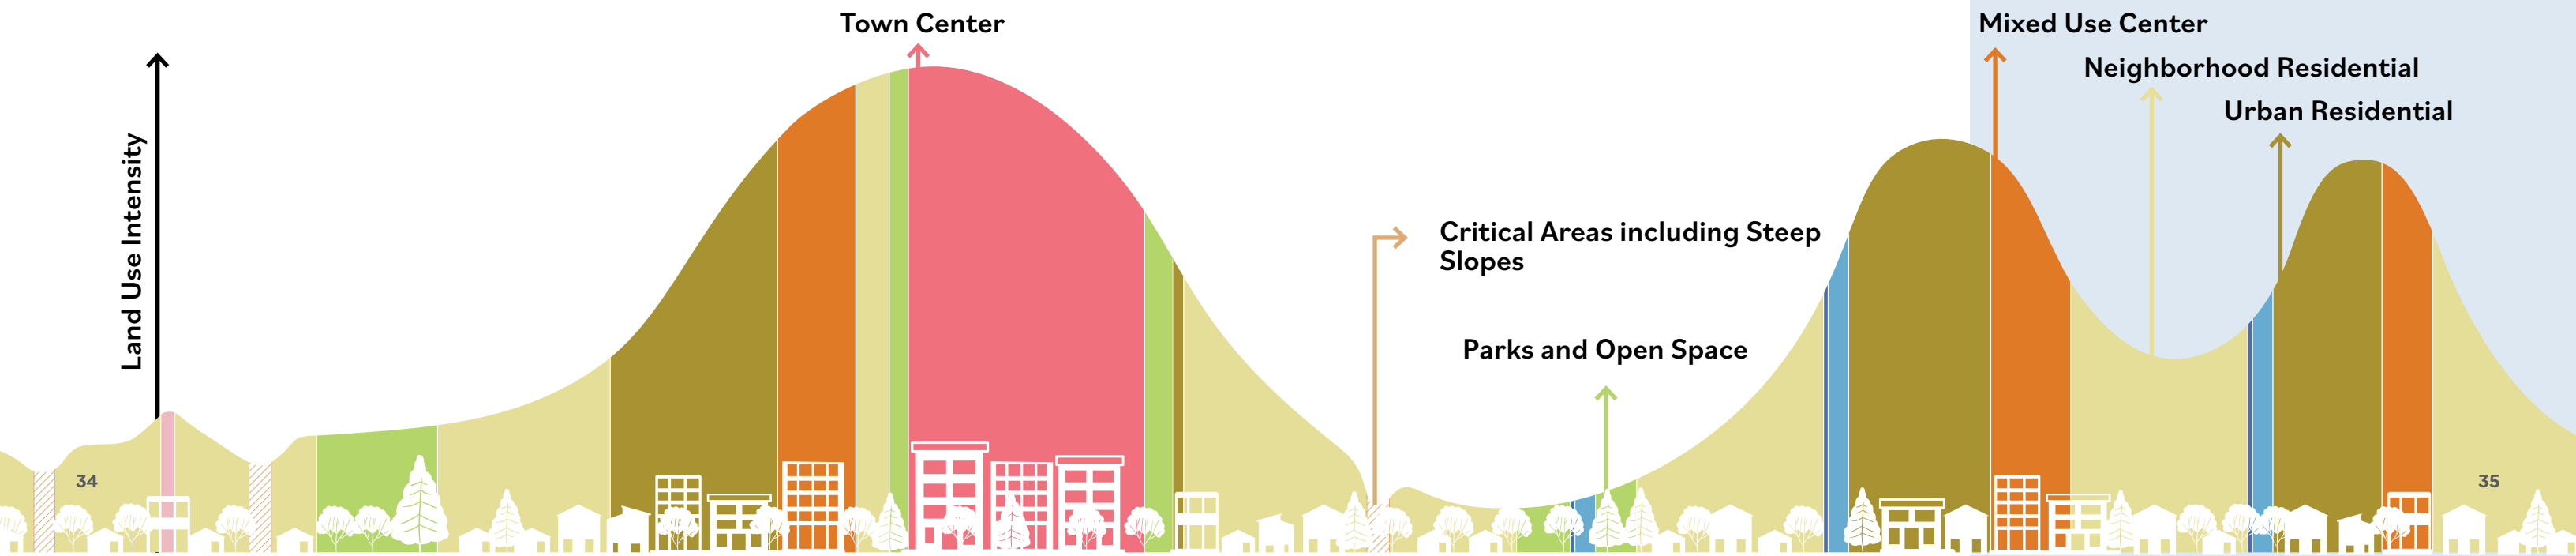 Town Center
Mixed Use Center
Neighborhood Residential
Urban Residential
Land Use Intensity
Critical Areas including Steep
Slopes
Parks and Open Space
34
35